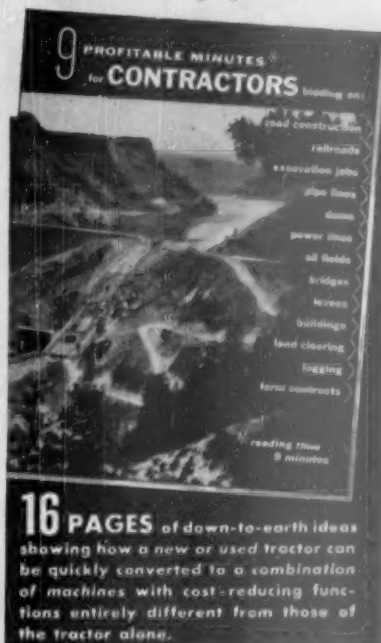 9 PROFITABLE MINUTES*
for CONTRACTORS bidding on:
road construction
railroads
excavation jobs
pipe lines
dams
power lines
oil fields
bridges
levees
buildings
land clearing
logging
farm contracts
reading time
9 minutes
16 PAGES of down-to-earth ideas
showing how a new or used tractor can
be quickly converted to a combination
of machines with cost-reducing func-
tions entirely different from those of
the tractor alone.